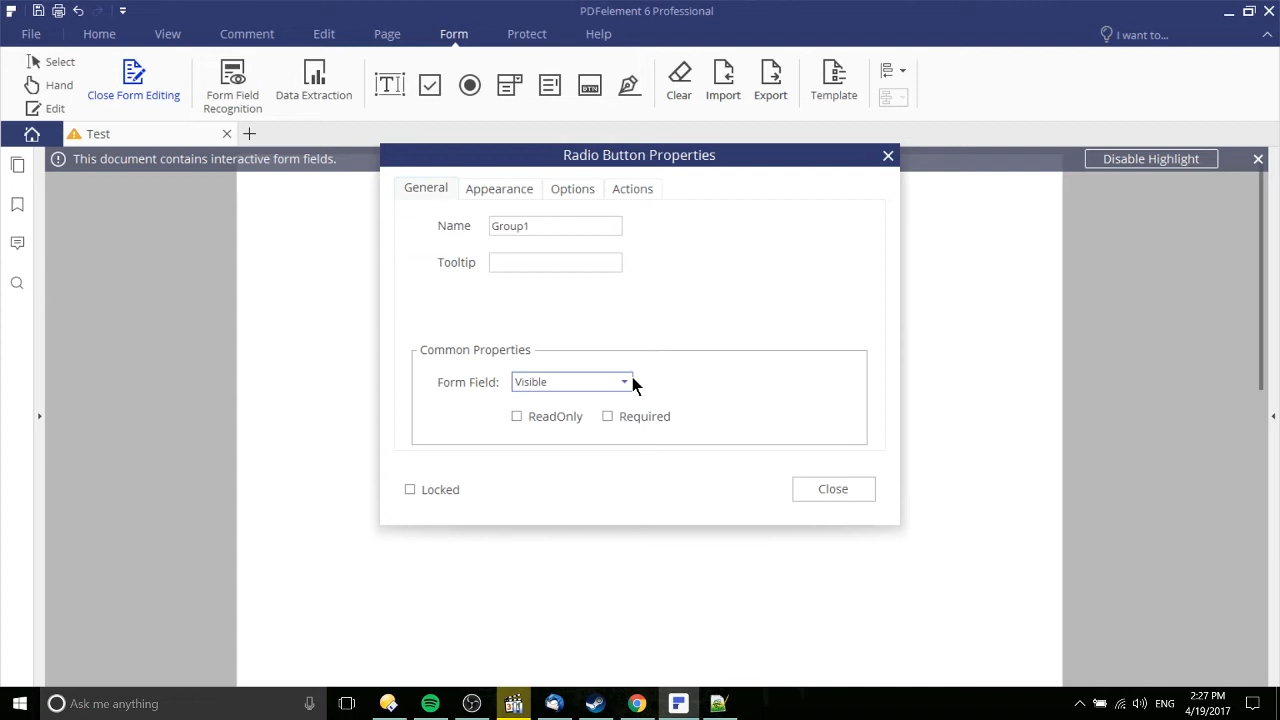 PDFelement 6 Professional
File Home View Comment Edit Page Form Protect Help I want to...
Select
Hand
Edit
Close Form Editing
Form Field Recognition
Data Extraction
T
BTN
Clear
Import
Export
Template
Test
This document contains interactive form fields.
Disable Highlight
Radio Button Properties
General Appearance Options Actions
Name Group1
Tooltip
Common Properties
Form Field: Visible
ReadOnly Required
Locked
Close
Ask me anything
ENG
2:27 PM
4/19/2017